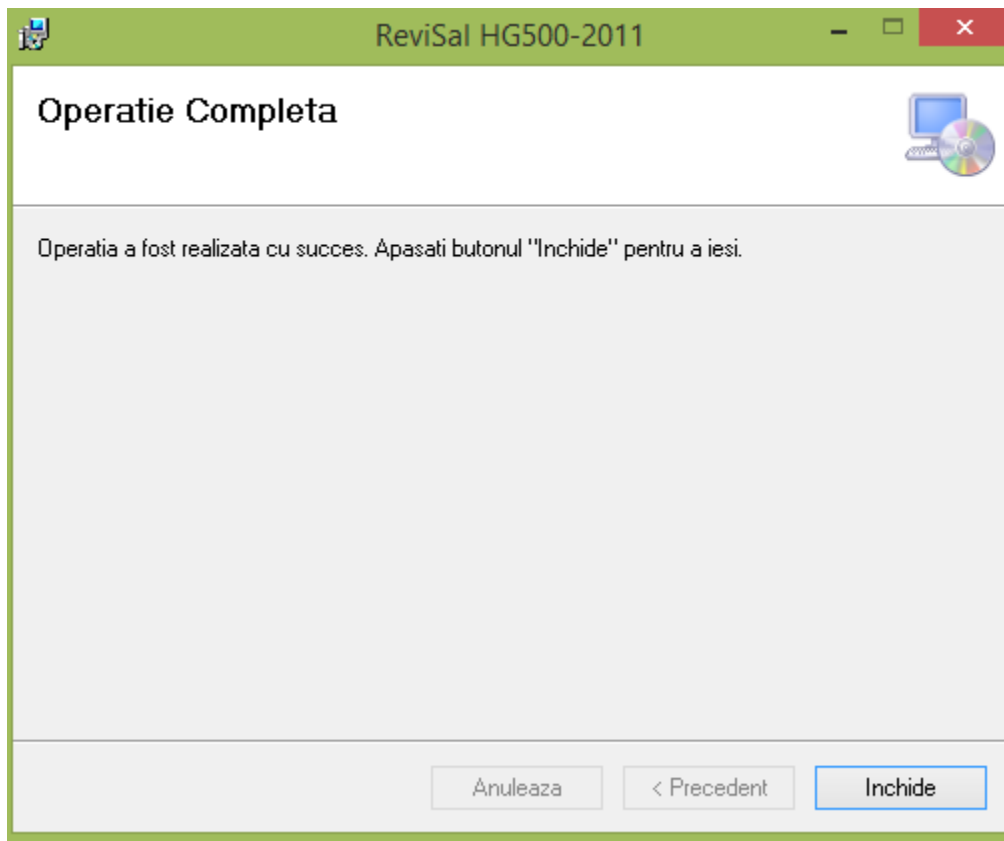 ReviSal HG500-2011
Operatie Completa
Operatia a fost realizata cu succes. Apasati butonul "Inchide" pentru a iesi.
Anuleaza
< Precedent
Inchide